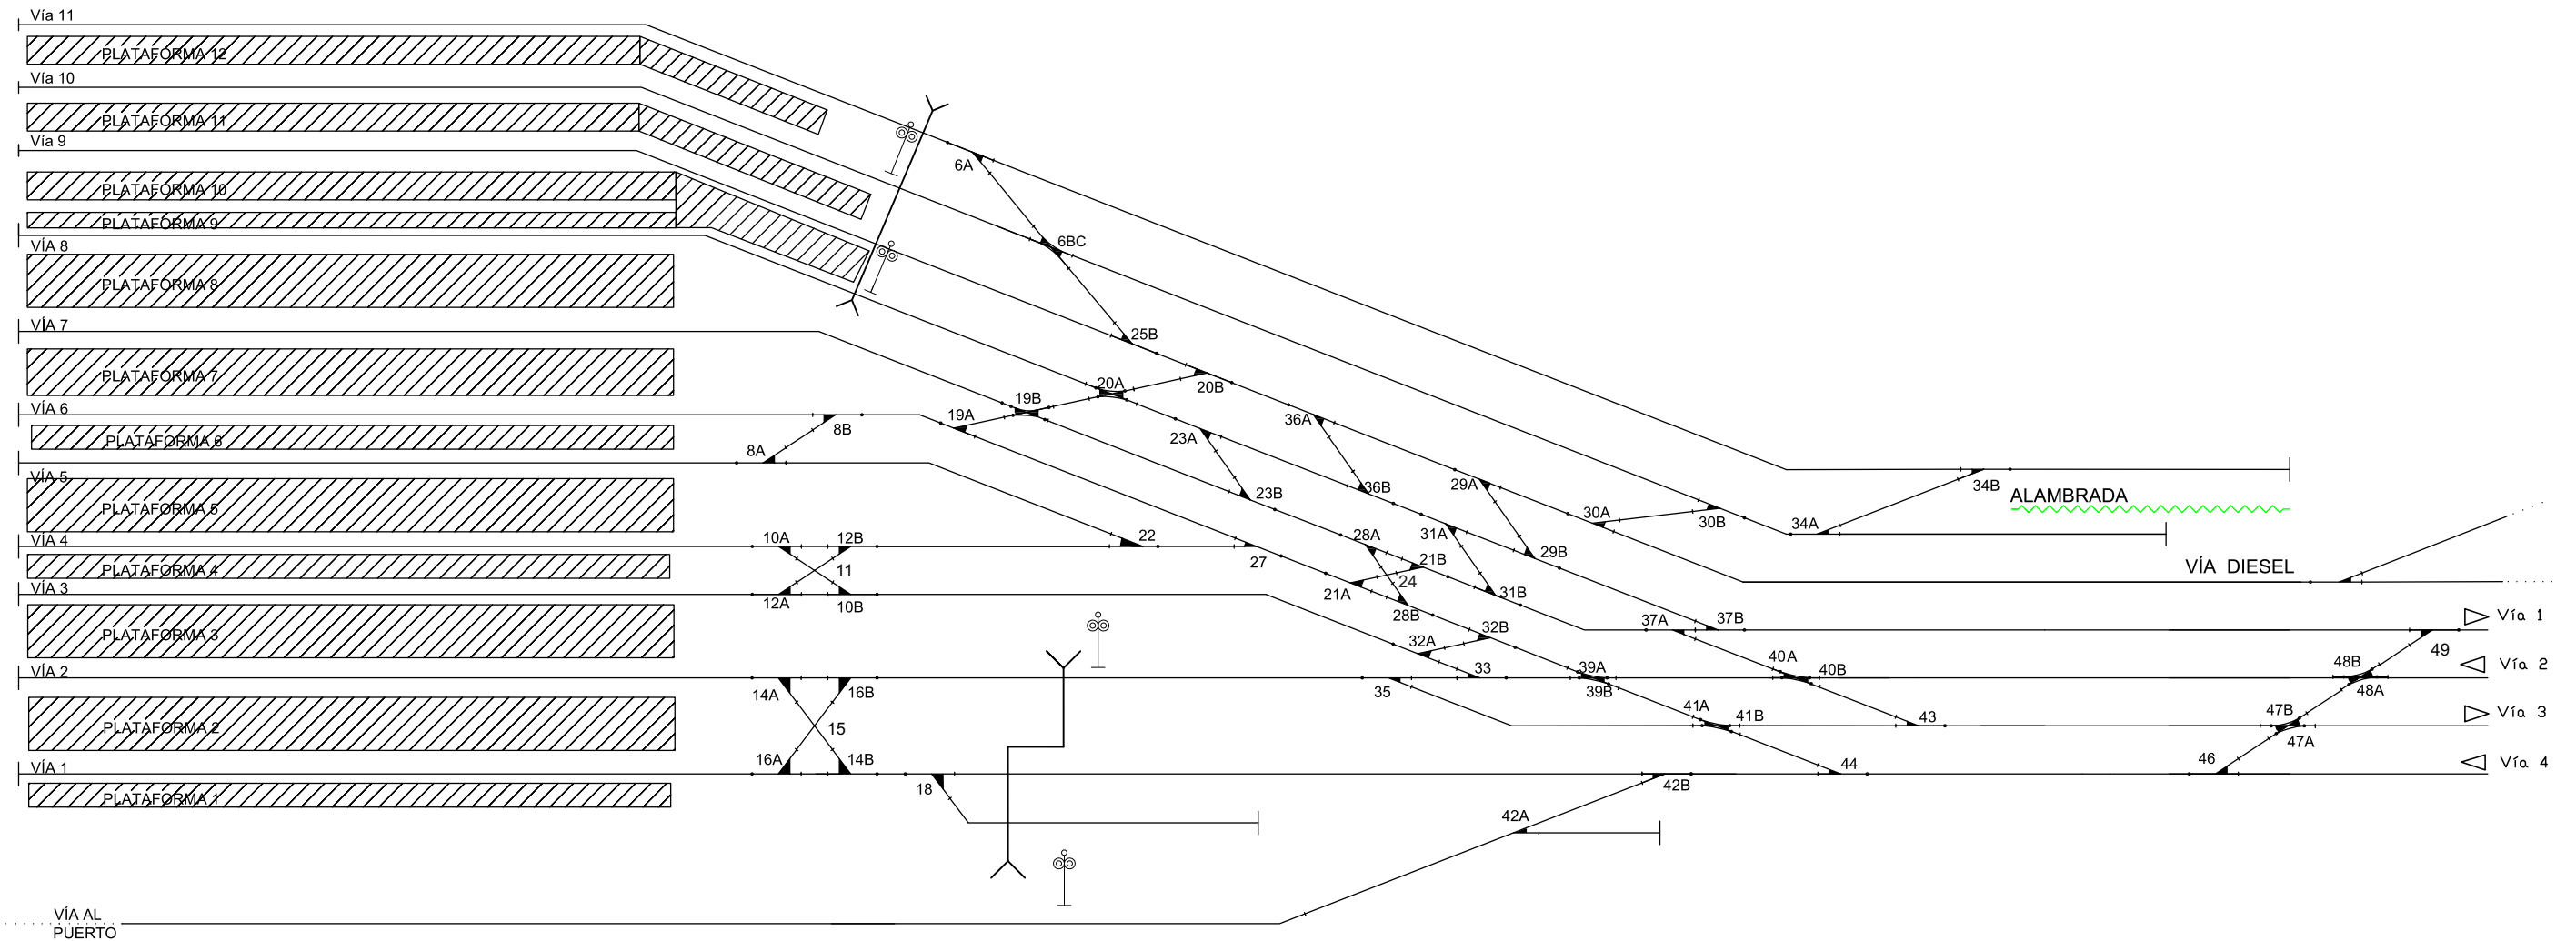 Vía 11
PLATAFORMA 12
Vía 10
PLATAFORMA 11
Vía 9
6A
PLATAFORMA 10
PLATAFORMA 9
VÍA 8
6BC
PLATAFORMA 8
VÍA 7
25B
PLATAFORMA 7
20A
20B
19B
VÍA 6
19A
36A
8B
23A
PLATAFORMA 6
8A
VÍA 5
29A
36B
34B
23B
ALAMBRADA
PLATAFORMA 5
30A
30B
34A
VÍA 4
10A
12B
22
28A
31A
29B
27
21B
PLATAFORMA 4
11
24
VÍA DIESEL
VÍA 3
12A
10B
21A
31B
28B
37A
37B
Vía 1
PLATAFORMA 3
32A
32B
49
VÍA 2
33
39A
40A
40B
48B
Vía 2
14A
16B
35
39B
48A
41A
41B
43
47B
Vía 3
PLATAFORMA 2
15
47A
16A
14B
44
46
Vía 4
VÍA 1
18
42B
PLATAFORMA 1
42A
VÍA AL
PUERTO